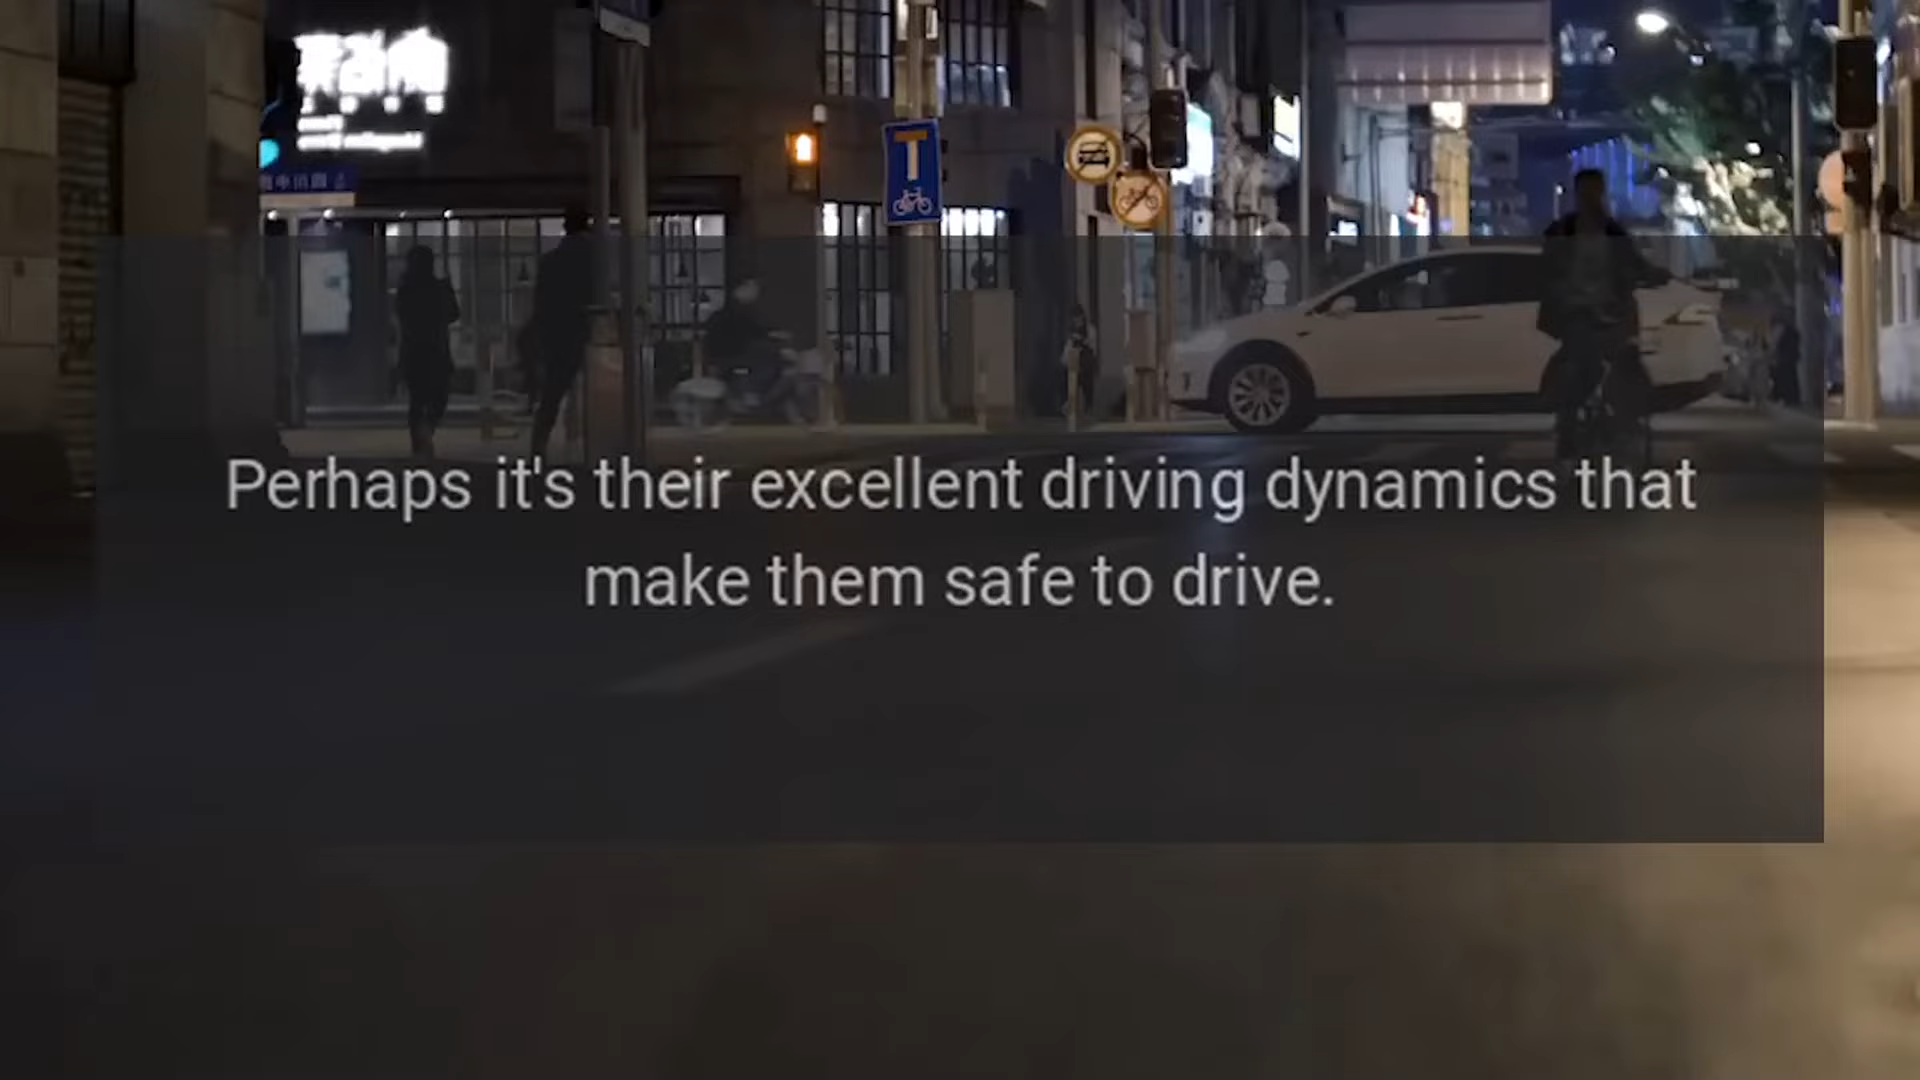 T
Perhaps it's their excellent driving dynamics that
make them safe to drive.